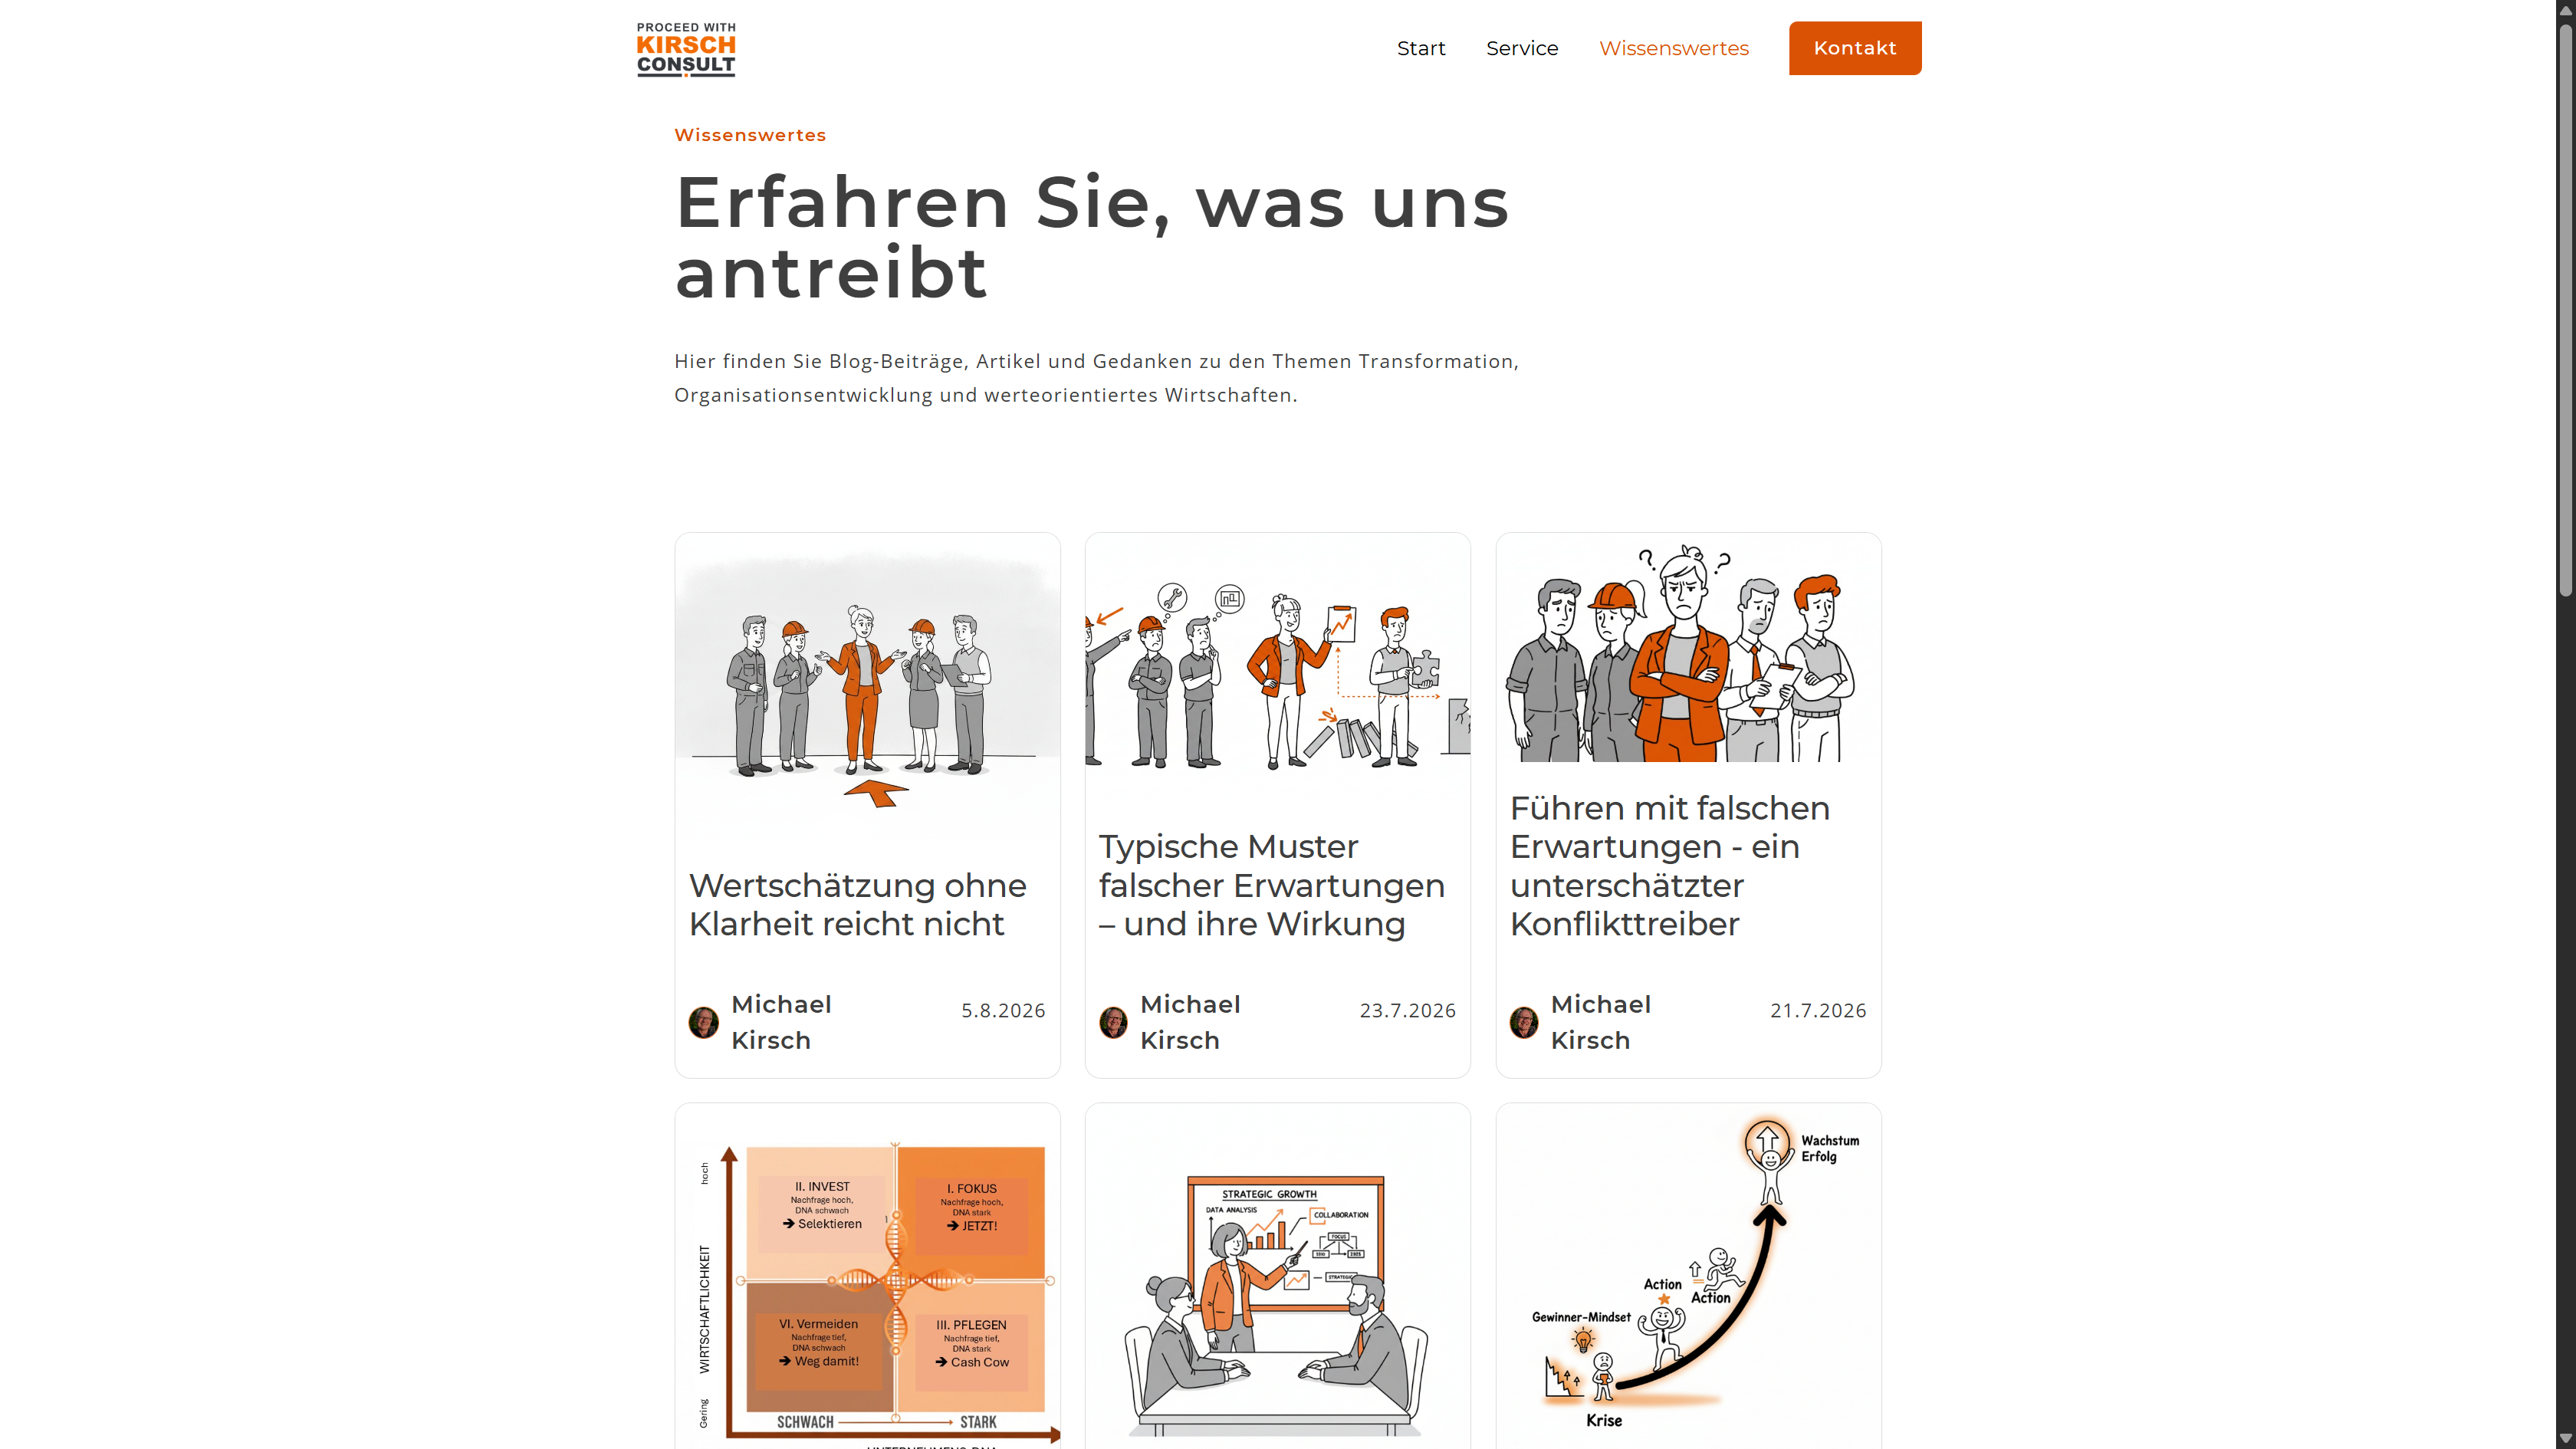 PROCEED WITH
KIRSCH
CONSULT
Start
Service
Wissenswertes
Kontakt
Wissenswertes
Erfahren Sie, was uns
antreibt
Hier finden Sie Blog-Beiträge, Artikel und Gedanken zu den Themen Transformation,
Organisationsentwicklung und werteorientiertes Wirtschaften.
Wertschätzung ohne
Klarheit reicht nicht
Michael
Kirsch
5.8.2026
Typische Muster
falscher Erwartungen
– und ihre Wirkung
Michael
Kirsch
23.7.2026
? ?
Führen mit falschen
Erwartungen - ein
unterschätzter
Konflikttreiber
Michael
Kirsch
21.7.2026
hoch
WIRTSCHAFTLICHKEIT
Gering
II. INVEST
Nachfrage hoch,
DNA schwach
➔ Selektieren
I. FOKUS
Nachfrage hoch,
DNA stark
➔ JETZT!
VI. Vermeiden
Nachfrage tief,
DNA schwach
➔ Weg damit!
III. PFLEGEN
Nachfrage tief,
DNA stark
➔ Cash Cow
SCHWACH
STARK
STRATEGIC GROWTH
DATA ANALYSIS
COLLABORATION
FOCUS
Wachstum
Erfolg
Action
Action
Gewinner-Mindset
Krise